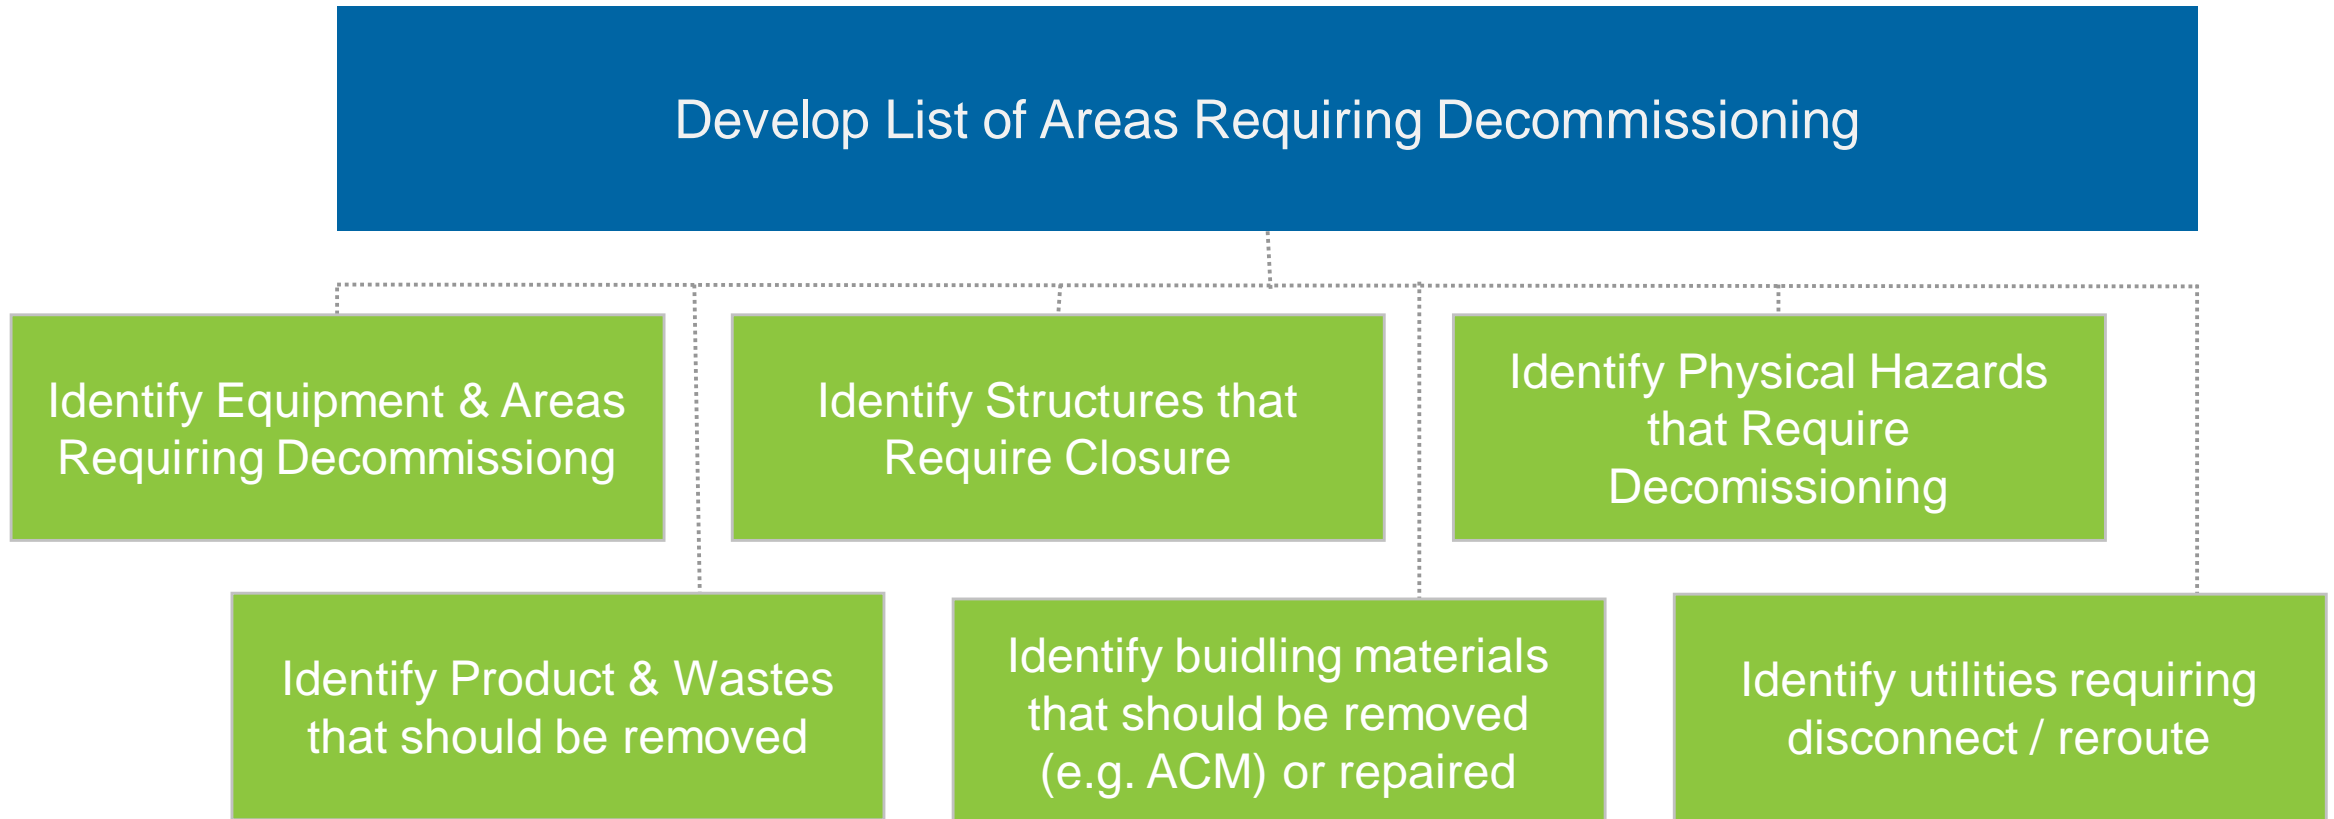 Develop List of Areas Requiring Decommissioning
Identify Equipment & Areas
Requiring Decommissiong
Identify Structures that
Require Closure
Identify Physical Hazards
that Require
Decomissioning
Identify Product & Wastes
that should be removed
Identify buidling materials
that should be removed
(e.g. ACM) or repaired
Identify utilities requiring
disconnect / reroute